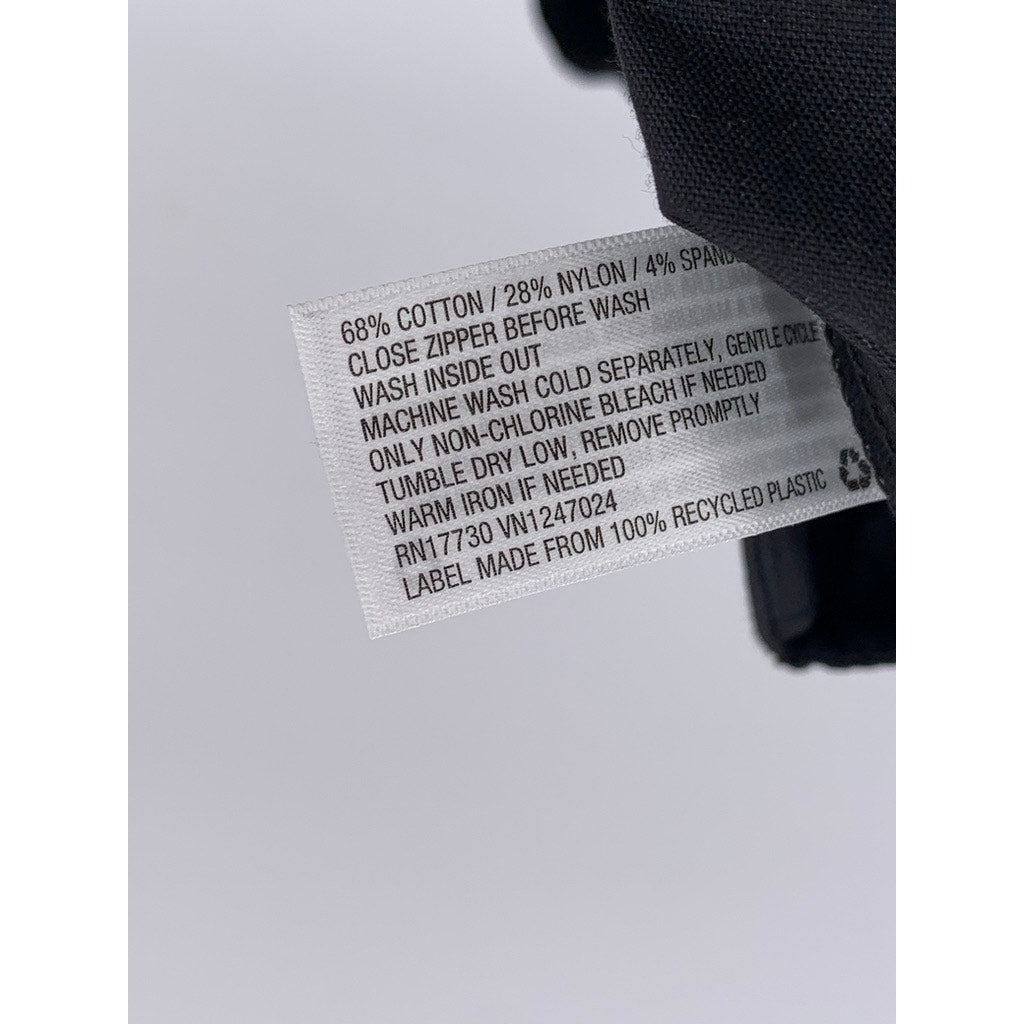 68% COTTON / 28% NYLON / 4%
CLOSE ZIPPER BEFORE WASH
WASH INSIDE OUT
MACHINE WASH COLD SEPARATELY, GENTLE CYCLE
ONLY NON-CHLORINE BLEACH IF NEEDED
TUMBLE DRY LOW, REMOVE PROMPTLY
WARM IRON IF NEEDED
RN17730 VN1247024
LABEL MADE FROM 100% RECYCLED PLASTIC